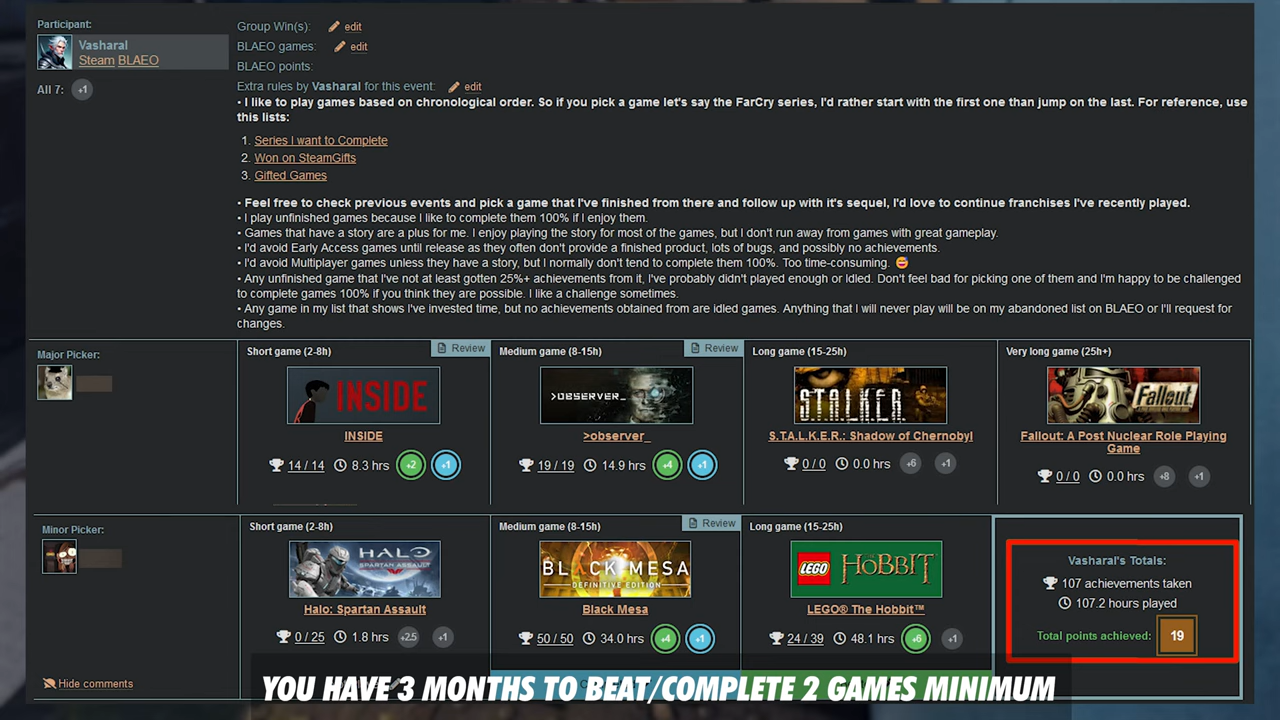 Participant:
Vasharal
Steam BLAEO
All 7: +1
Group Win(s): edit
BLAEO games: edit
BLAEO points:
Extra rules by Vasharal for this event: edit
• I like to play games based on chronological order. So if you pick a game let's say the FarCry series, I'd rather start with the first one than jump on the last. For reference, use
this lists:
1. Series I want to Complete
2. Won on SteamGifts
3. Gifted Games
• Feel free to check previous events and pick a game that I've finished from there and follow up with it's sequel, I'd love to continue franchises I've recently played.
• I play unfinished games because I like to complete them 100% if I enjoy them.
• Games that have a story are a plus for me. I enjoy playing the story for most of the games, but I don't run away from games with great gameplay.
• I'd avoid Early Access games until release as they often don't provide a finished product, lots of bugs, and possibly no achievements.
• I'd avoid Multiplayer games unless they have a story, but I normally don't tend to complete them 100%. Too time-consuming. 😅
• Any unfinished game that I've not at least gotten 25%+ achievements from it, I've probably didn't played enough or Idled. Don't feel bad for picking one of them and I'm happy to be challenged
to complete games 100% if you think they are possible. I like a challenge sometimes.
• Any game in my list that shows I've invested time, but no achievements obtained from are idled games. Anything that I will never play will be on my abandoned list on BLAEO or I'll request for
changes.
Major Picker:
Short game (2-8h)
Review
INSIDE
INSIDE
14 / 14 8.3 hrs +2 +1
Medium game (8-15h)
Review
>OBSERVER_
>observer_
19 / 19 14.9 hrs +4 +1
Long game (15-25h)
S.T.A.L.K.E.R.
S.T.A.L.K.E.R.: Shadow of Chernobyl
0 / 0 0.0 hrs +6 +1
Very long game (25h+)
Fallout
Fallout: A Post Nuclear Role Playing
Game
0 / 0 0.0 hrs +8 +1
Minor Picker:
Short game (2-8h)
HALO
SPARTAN ASSAULT
Halo: Spartan Assault
0 / 25 1.8 hrs +2.5 +1
Medium game (8-15h)
Review
BLACK MESA
DEFINITIVE EDITION
Black Mesa
50 / 50 34.0 hrs +4 +1
Long game (15-25h)
LEGO THE HOBBIT
LEGO® The Hobbit™
24 / 39 48.1 hrs +6 +1
Vasharal's Totals:
107 achievements taken
107.2 hours played
Total points achieved: 19
Hide comments
YOU HAVE 3 MONTHS TO BEAT/COMPLETE 2 GAMES MINIMUM